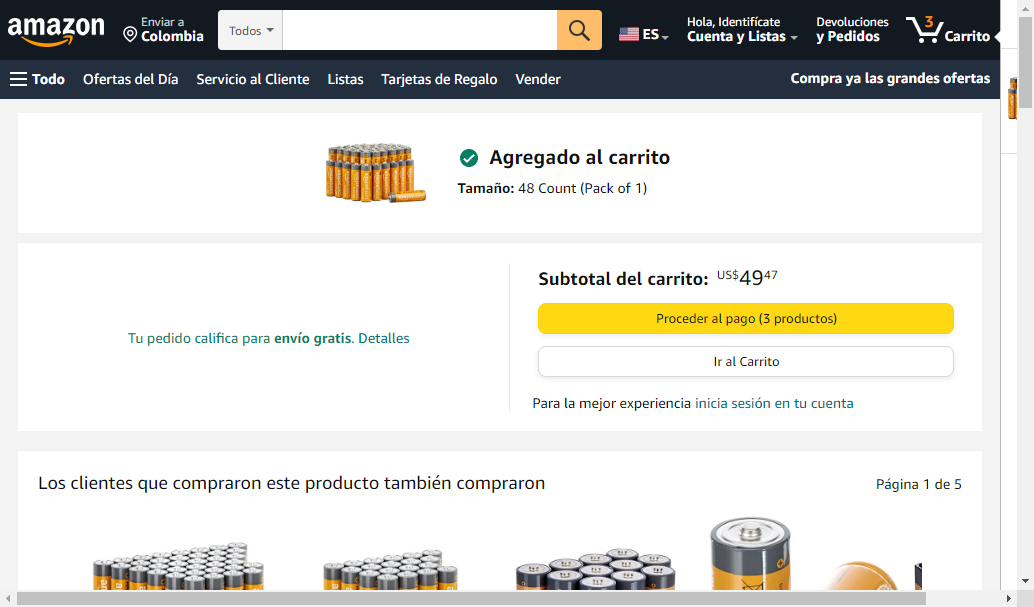 amazon
Enviar a
Colombia
Todos
ES
Hola, Identifícate
Cuenta y Listas
Devoluciones
y Pedidos
3
Carrito
Todo
Ofertas del Día
Servicio al Cliente
Listas
Tarjetas de Regalo
Vender
Compra ya las grandes ofertas
Agregado al carrito
Tamaño: 48 Count (Pack of 1)
Tu pedido califica para envío gratis. Detalles
Subtotal del carrito: US$49 47
Proceder al pago (3 productos)
Ir al Carrito
Para la mejor experiencia inicia sesión en tu cuenta
Los clientes que compraron este producto también compraron
Página 1 de 5